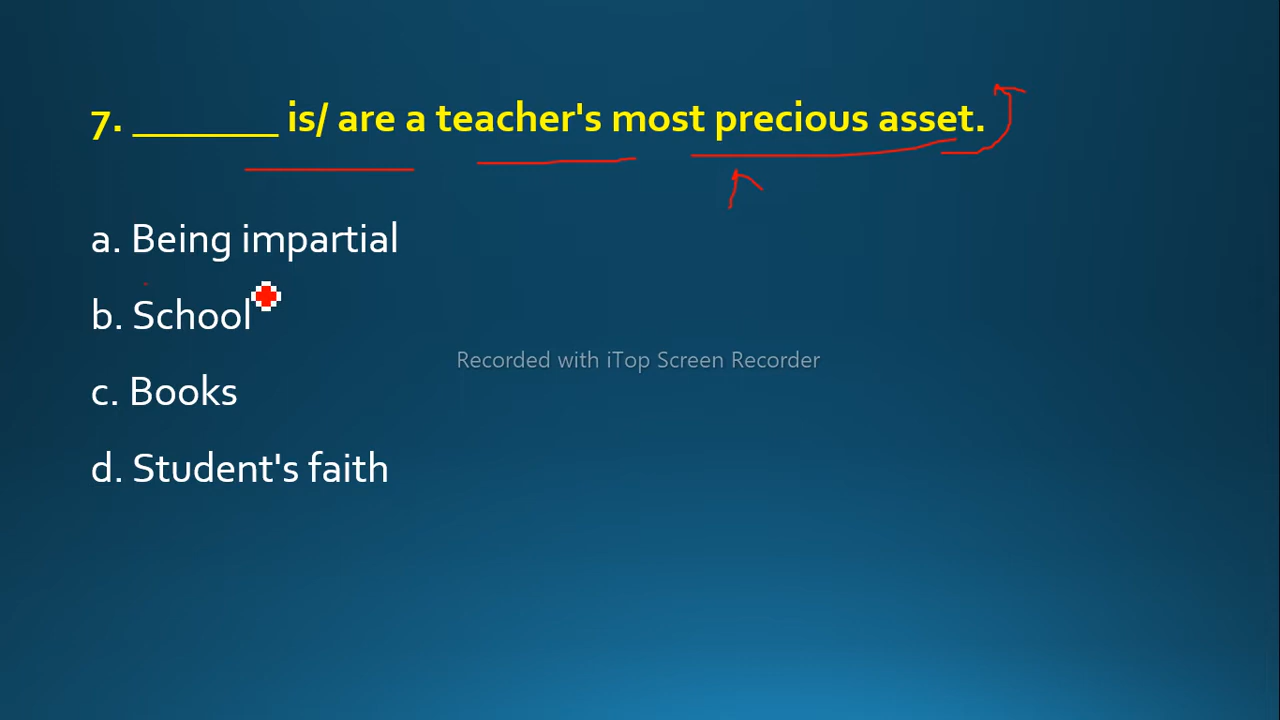 7. ________ is/ are a teacher's most precious asset.
a. Being impartial
b. School
Recorded with iTop Screen Recorder
c. Books
d. Student's faith